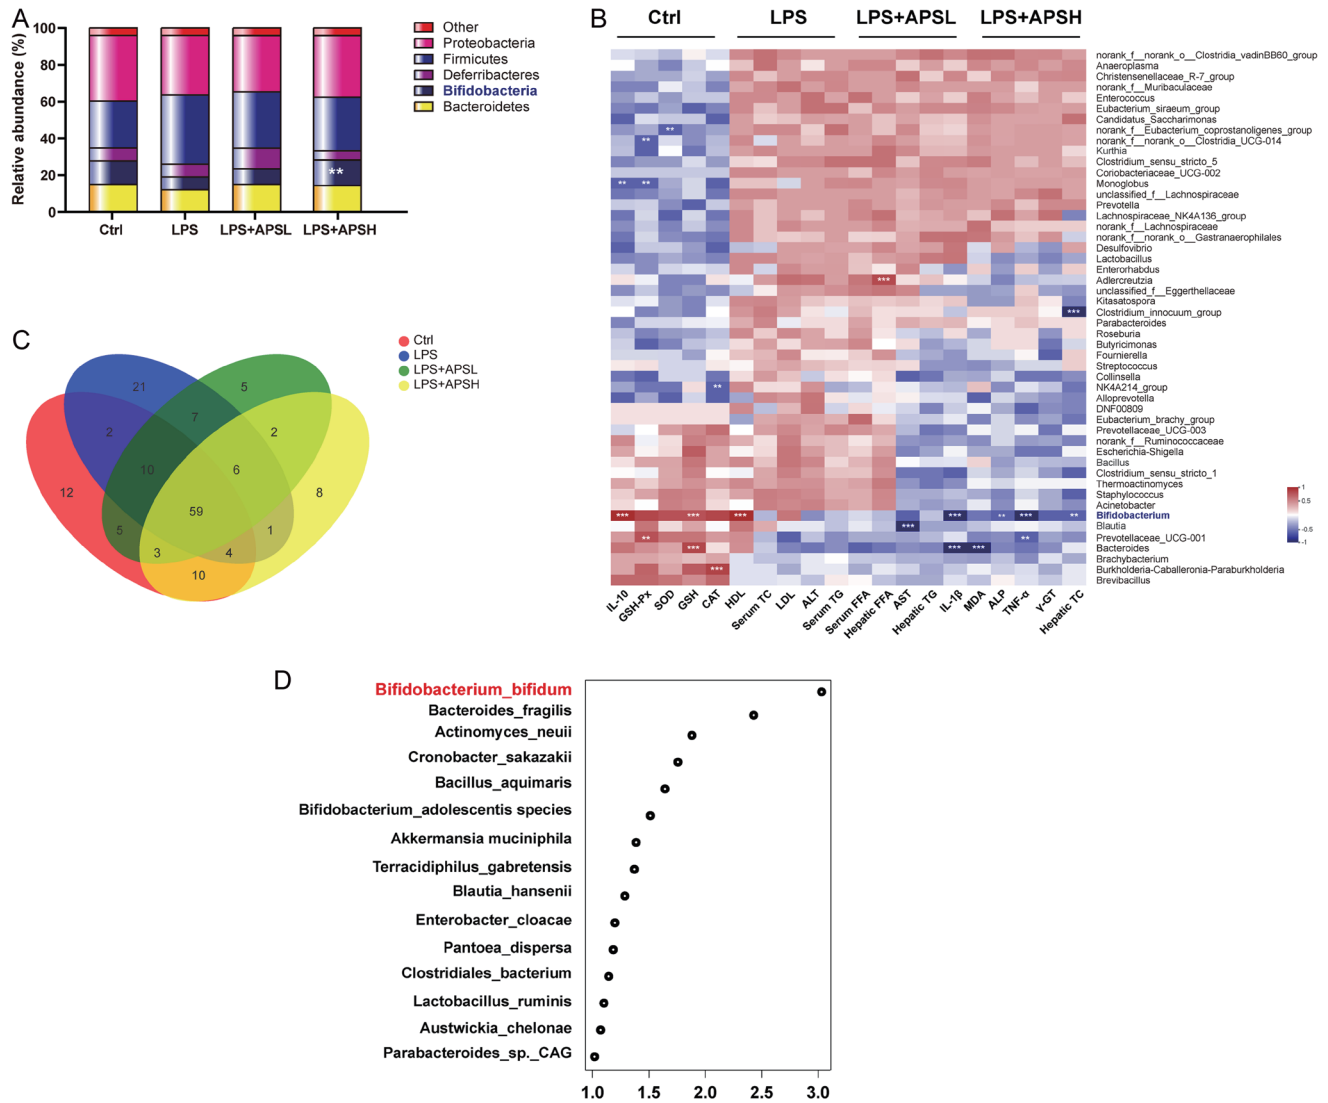 A
Relative abundance (%)
100
80
60
40
20
0
**
Ctrl
LPS
LPS+APSL
LPS+APSH
Other
Proteobacteria
Firmicutes
Deferribacteres
Bifidobacteria
Bacteroidetes
B
Ctrl
LPS
LPS+APSL
LPS+APSH
norank_f__norank_o__Clostridia_vadinBB60_group
Anaeroplasma
Christensenellaceae_R-7_group
norank_f__Muribaculaceae
Enterococcus
Eubacterium_siraeum_group
Candidatus_Saccharimonas
norank_f__Eubacterium_coprostanoligenes_group
**
norank_f__norank_o__Clostridia_UCG-014
**
Kurthia
Clostridium_sensu_stricto_5
Coriobacteriaceae_UCG-002
Monoglobus
** **
unclassified_f__Lachnospiraceae
Prevotella
Lachnospiraceae_NK4A136_group
norank_f__Lachnospiraceae
norank_f__norank_o__Gastranaerophilales
Desulfovibrio
Lactobacillus
Enterorhabdus
Adlercreutzia
***
unclassified_f__Eggerthellaceae
Kitasatospora
Clostridium_innocuum_group
***
Parabacteroides
Roseburia
Butyricimonas
Fournierella
Streptococcus
Collinsella
NK4A214_group
**
Alloprevotella
DNF00809
Eubacterium_brachy_group
Prevotellaceae_UCG-003
norank_f__Ruminococcaceae
Escherichia-Shigella
Bacillus
Clostridium_sensu_stricto_1
Thermoactinomyces
Staphylococcus
Acinetobacter
Bifidobacterium
*** *** *** *** ** *** **
Blautia
***
Prevotellaceae_UCG-001
** **
Bacteroides
*** *** ***
Brachybacterium
Burkholderia-Caballeronia-Paraburkholderia
***
Brevibacillus
IL-10
GSH-Px
SOD
GSH
CAT
HDL
Serum TC
LDL
ALT
Serum TG
Serum FFA
Hepatic FFA
AST
Hepatic TG
IL-1β
MDA
ALP
TNF-α
γ-GT
Hepatic TC
1
0.5
0
-0.5
-1
C
Ctrl
LPS
LPS+APSL
LPS+APSH
21
5
7
2
2
10
6
12
8
59
5
1
3
4
10
D
Bifidobacterium_bifidum
Bacteroides_fragilis
Actinomyces_neuii
Cronobacter_sakazakii
Bacillus_aquimaris
Bifidobacterium_adolescentis species
Akkermansia muciniphila
Terracidiphilus_gabretensis
Blautia_hansenii
Enterobacter_cloacae
Pantoea_dispersa
Clostridiales_bacterium
Lactobacillus_ruminis
Austwickia_chelonae
Parabacteroides_sp._CAG
1.0
1.5
2.0
2.5
3.0